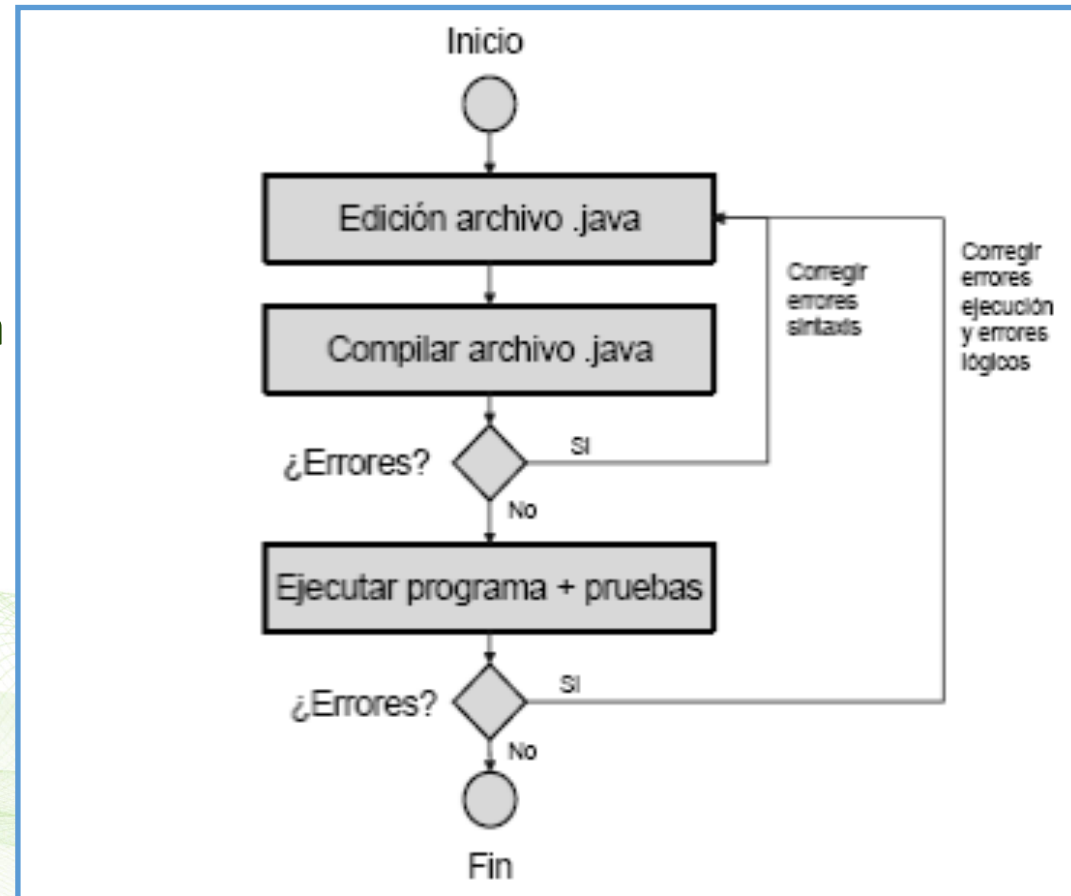 Inicio
Edición archivo .java
Compilar archivo .java
¿Errores?
SI
No
Corregir
errores
sintaxis
Corregir
errores
ejecución
y errores
lógicos
Ejecutar programa + pruebas
¿Errores?
SI
No
Fin